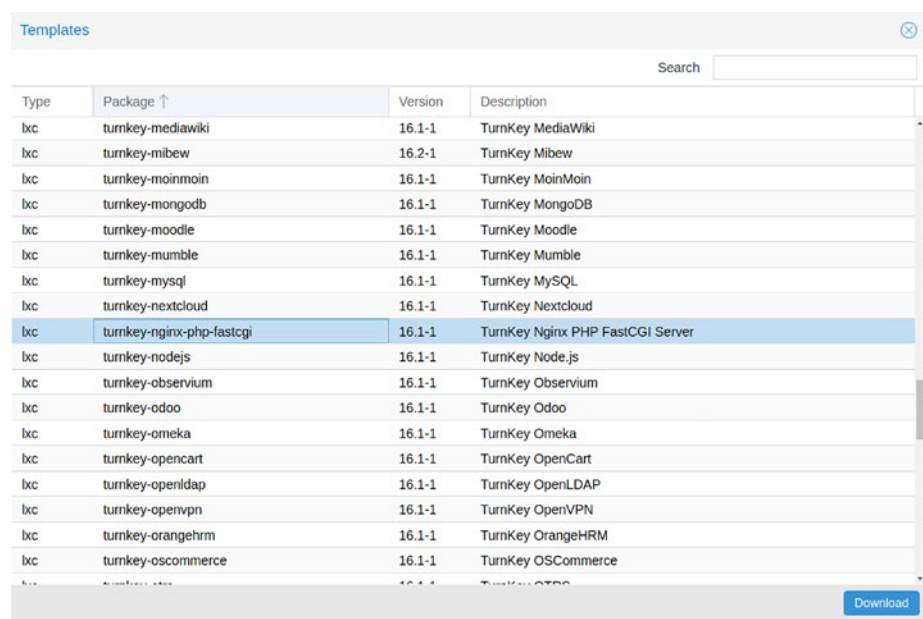 Templates
Search
Type Package Version Description
lxc turnkey-mediawiki 16.1-1 TurnKey MediaWiki
lxc turnkey-mibew 16.2-1 TurnKey Mibew
lxc turnkey-moinmoin 16.1-1 TurnKey MoinMoin
lxc turnkey-mongodb 16.1-1 TurnKey MongoDB
lxc turnkey-moodle 16.1-1 TurnKey Moodle
lxc turnkey-mumble 16.1-1 TurnKey Mumble
lxc turnkey-mysql 16.1-1 TurnKey MySQL
lxc turnkey-nextcloud 16.1-1 TurnKey Nextcloud
lxc turnkey-nginx-php-fastcgi 16.1-1 TurnKey Nginx PHP FastCGI Server
lxc turnkey-nodejs 16.1-1 TurnKey Node.js
lxc turnkey-observium 16.1-1 TurnKey Observium
lxc turnkey-odoo 16.1-1 TurnKey Odoo
lxc turnkey-omeka 16.1-1 TurnKey Omeka
lxc turnkey-opencart 16.1-1 TurnKey OpenCart
lxc turnkey-openldap 16.1-1 TurnKey OpenLDAP
lxc turnkey-openvpn 16.1-1 TurnKey OpenVPN
lxc turnkey-orangehrm 16.1-1 TurnKey OrangeHRM
lxc turnkey-oscommerce 16.1-1 TurnKey OSCommerce
Download